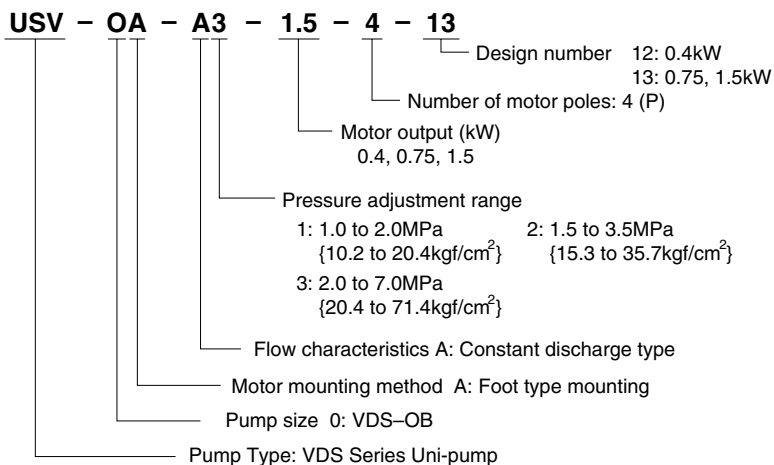 USV – OA – A3 – 1.5 – 4 – 13
Design number 12: 0.4kW
13: 0.75, 1.5kW
Number of motor poles: 4 (P)
Motor output (kW)
0.4, 0.75, 1.5
Pressure adjustment range
1: 1.0 to 2.0MPa 2: 1.5 to 3.5MPa
{10.2 to 20.4kgf/cm²} {15.3 to 35.7kgf/cm²}
3: 2.0 to 7.0MPa
{20.4 to 71.4kgf/cm²}
Flow characteristics A: Constant discharge type
Motor mounting method A: Foot type mounting
Pump size 0: VDS–OB
Pump Type: VDS Series Uni-pump